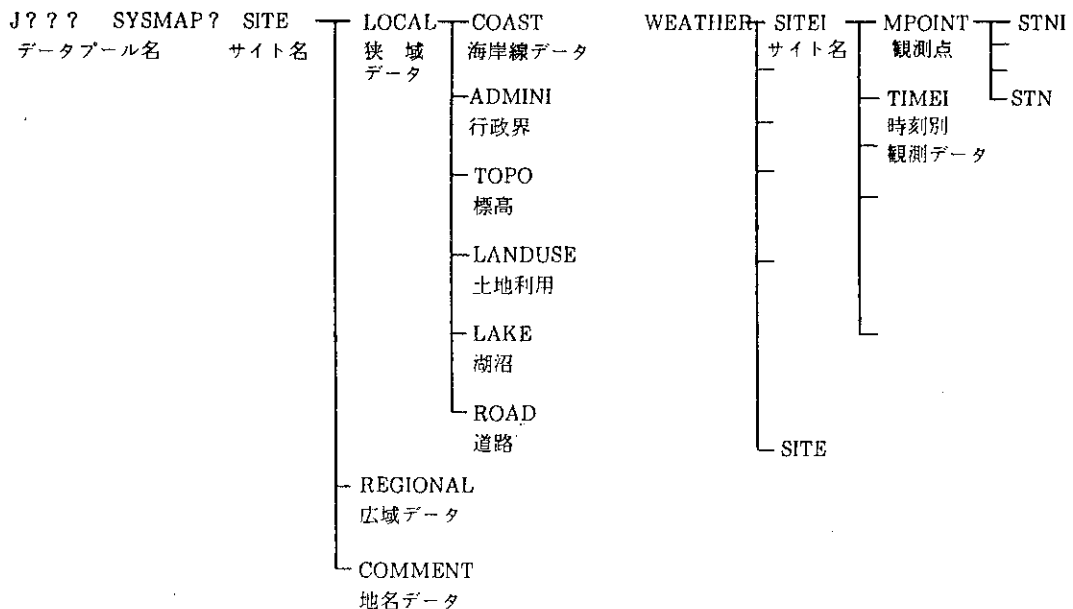 J??? SYSMAP? SITE LOCAL COAST
データプール名 サイト名 狭域 海岸線データ
データ
ADMINI
行政界
TOPO
標高
LANDUSE
土地利用
LAKE
湖沼
ROAD
道路
REGIONAL
広域データ
COMMENT
地名データ
WEATHER SITEI MPOINT STNI
サイト名 観測点
STN
TIMEI
時刻別
観測データ
SITE